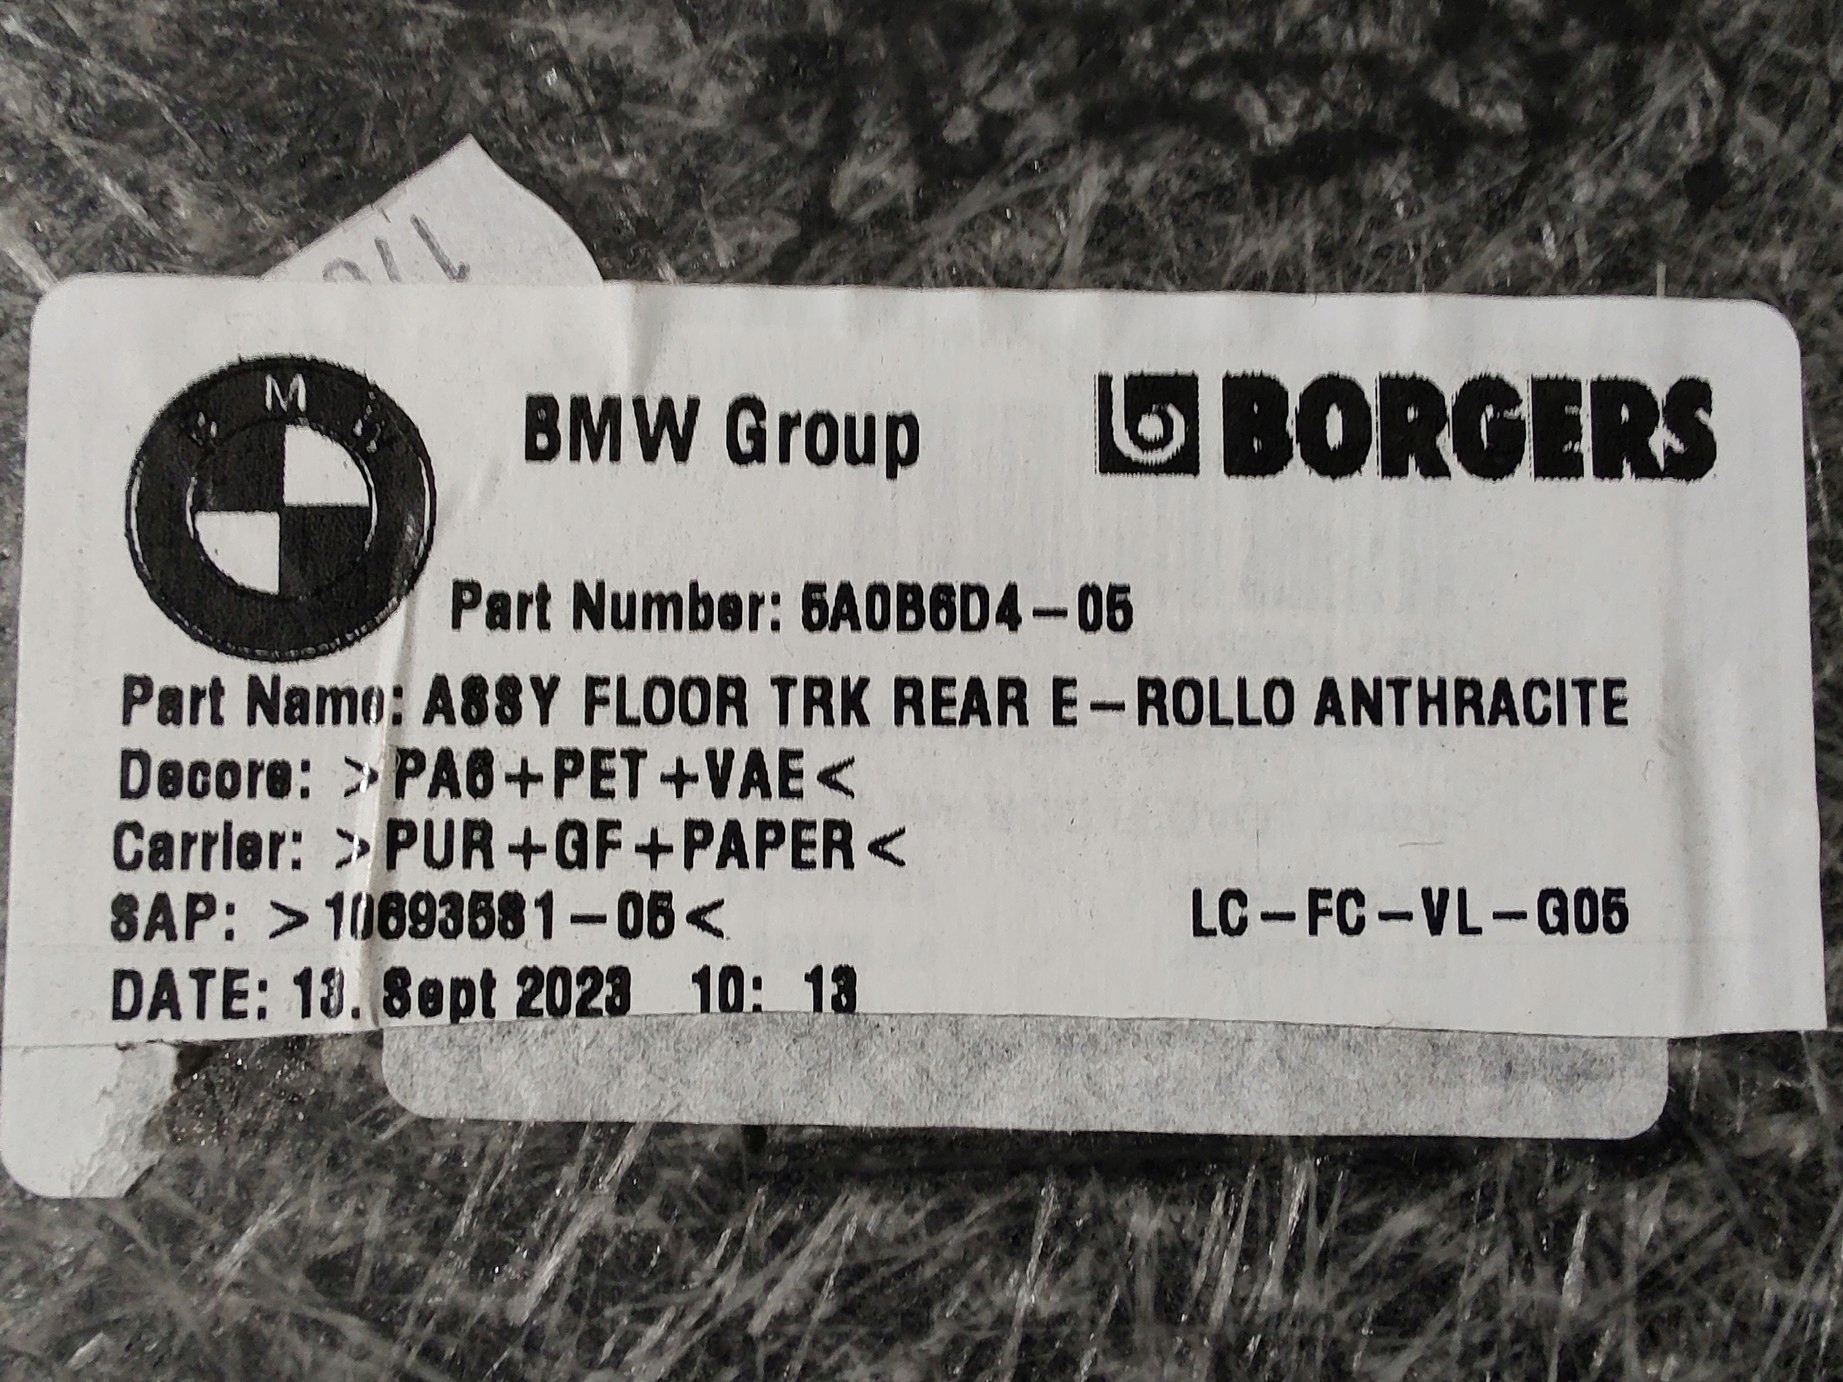 BMW
BMW Group
BORGERS
Part Number: 5A0B6D4-05
Part Name: ASSY FLOOR TRK REAR E-ROLLO ANTHRACITE
Decore: >PA6+PET+VAE<
Carrier: >PUR+GF+PAPER<
SAP: >10693581-05< LC-FC-VL-G05
DATE: 13. Sept 2023 10: 13